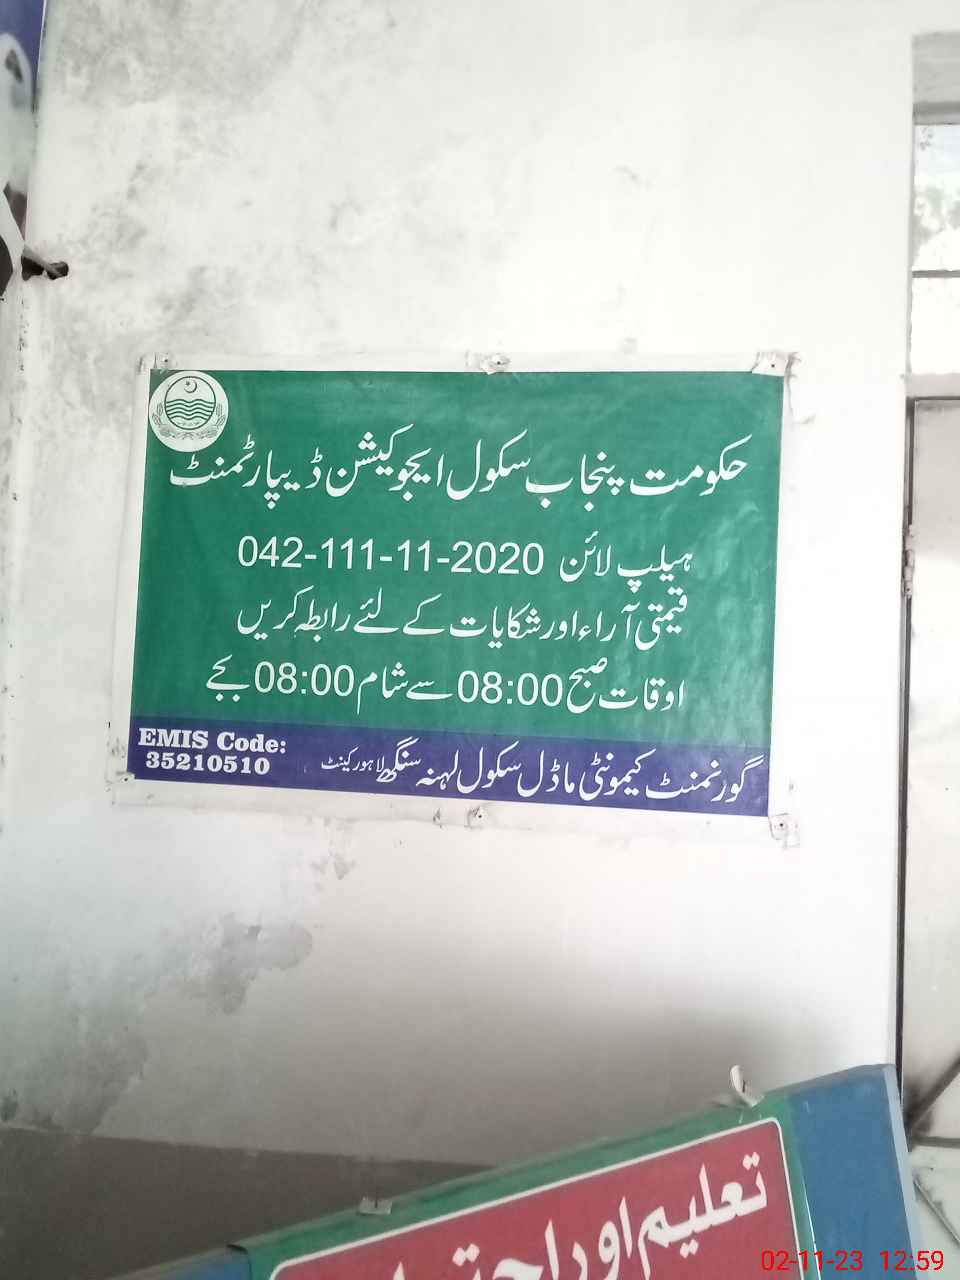 حکومت پنجاب سکول ایجوکیشن ڈیپارٹمنٹ
ہیلپ لائن 042-111-11-2020
قیمتی آراء اور شکایات کے لئے رابطہ کریں
اوقات صبح 08:00 سے شام 08:00 بجے
EMIS Code:
35210510
گورنمنٹ کیمونٹی ماڈل سکول لہنہ سنگھ لاہور کینٹ
تعلیم اور
02-11-23 12:59